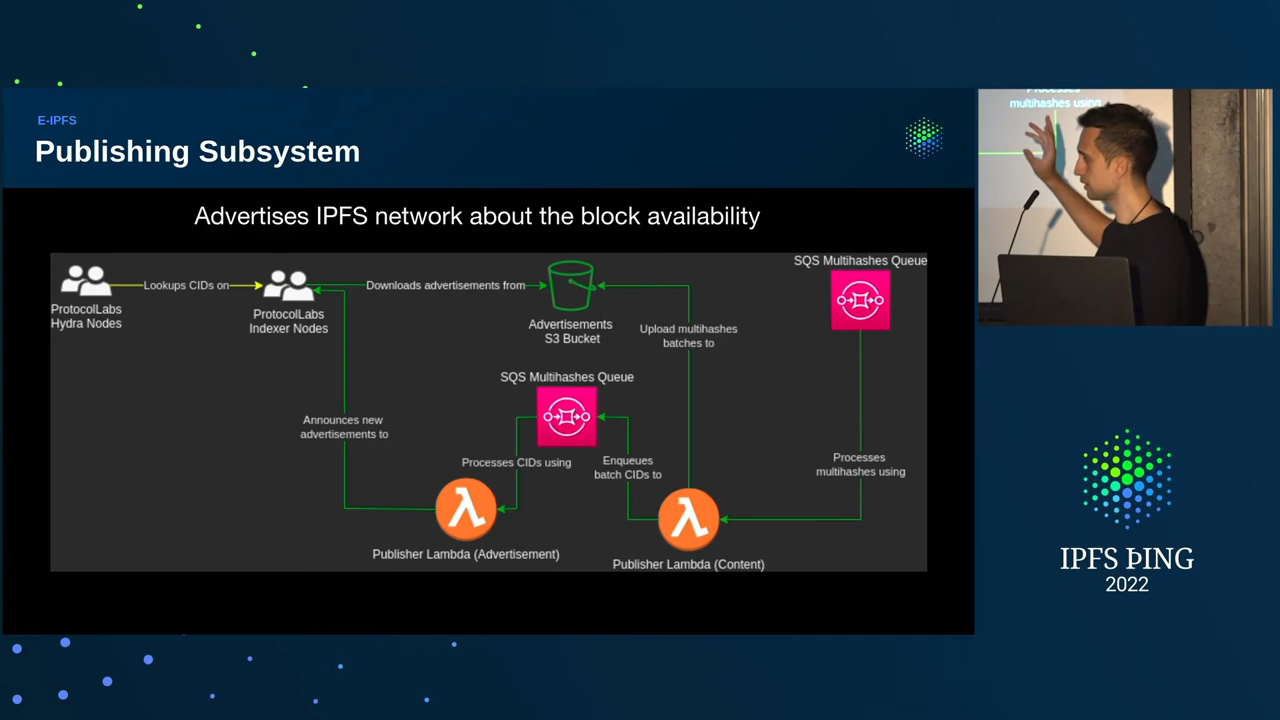 E-IPFS
Publishing Subsystem
Advertises IPFS network about the block availability
ProtocolLabs
Hydra Nodes
Lookups CIDs on
ProtocolLabs
Indexer Nodes
Downloads advertisements from
Advertisements
S3 Bucket
Upload multihashes
batches to
SQS Multihashes Queue
SQS Multihashes Queue
Announces new
advertisements to
Processes CIDs using
Enqueues
batch CIDs to
Processes
multihashes using
Publisher Lambda (Advertisement)
Publisher Lambda (Content)
Processes
multihashes using
IPFS ÞING
2022